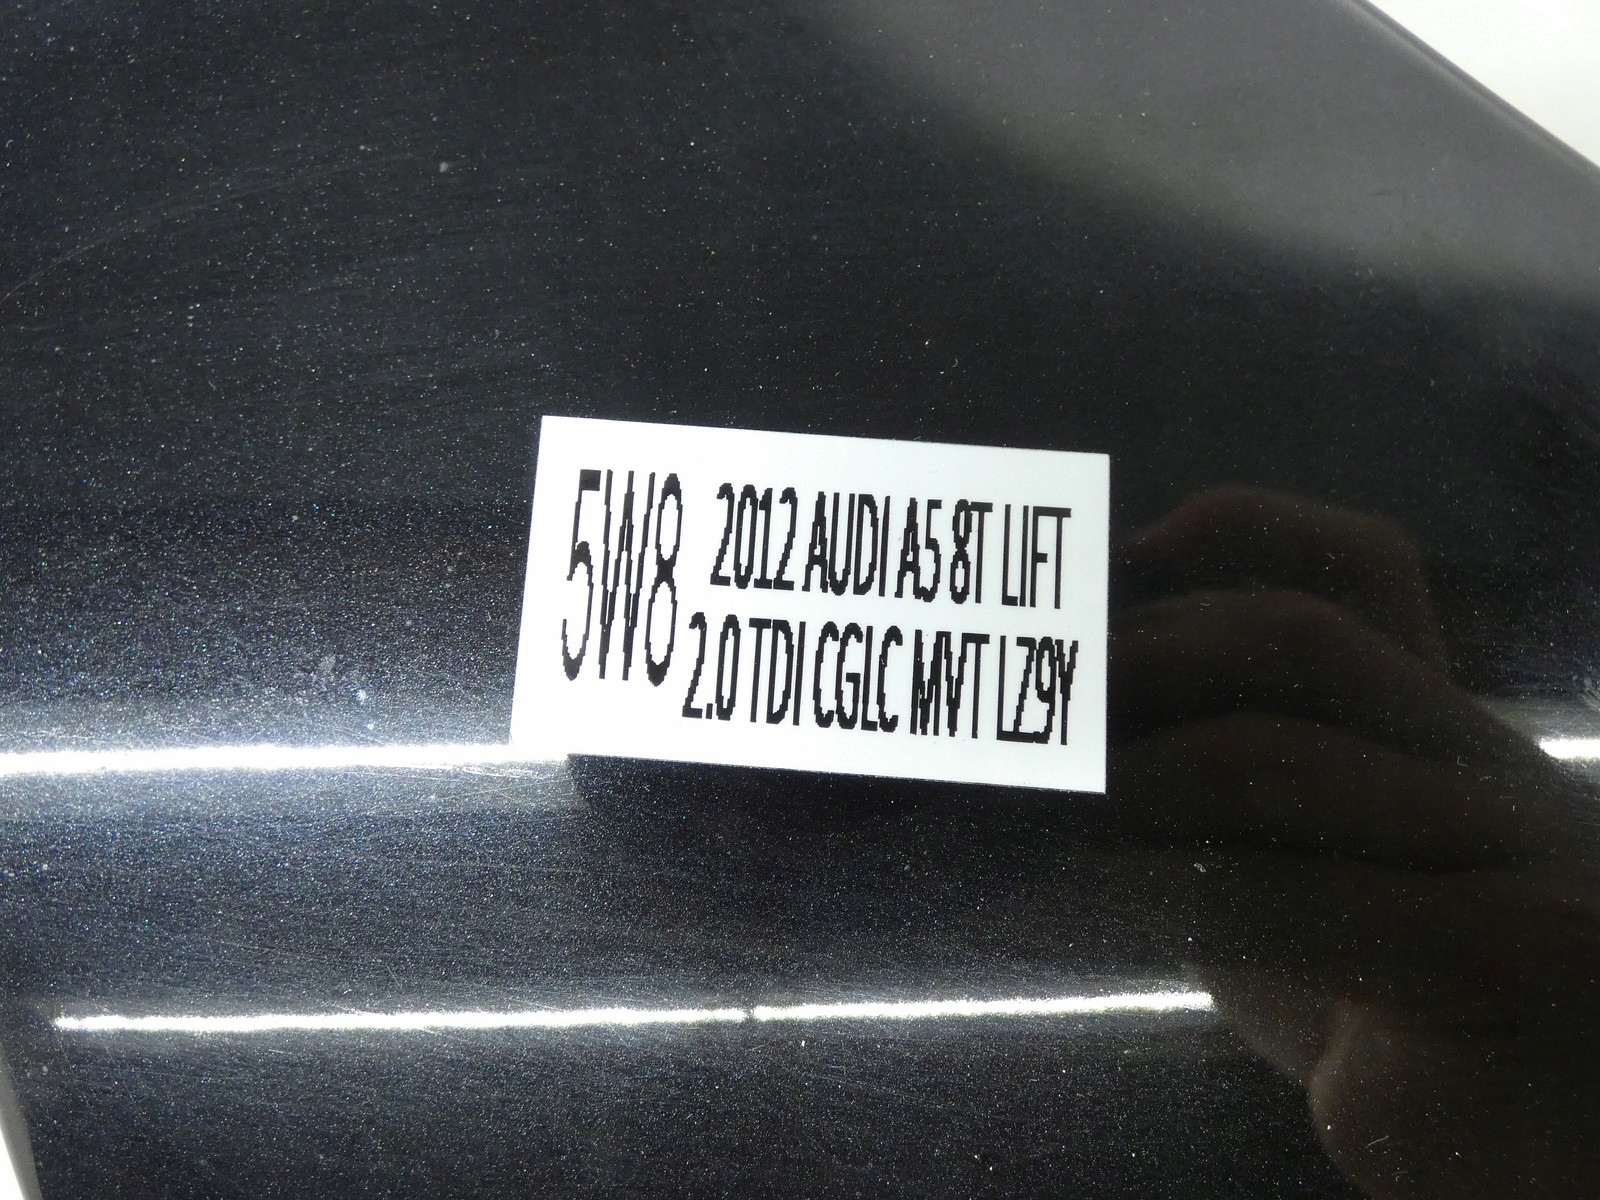 5W8 2012 AUDI A5 8T LIFT
2.0 TDI CGLC MVT LZ9Y